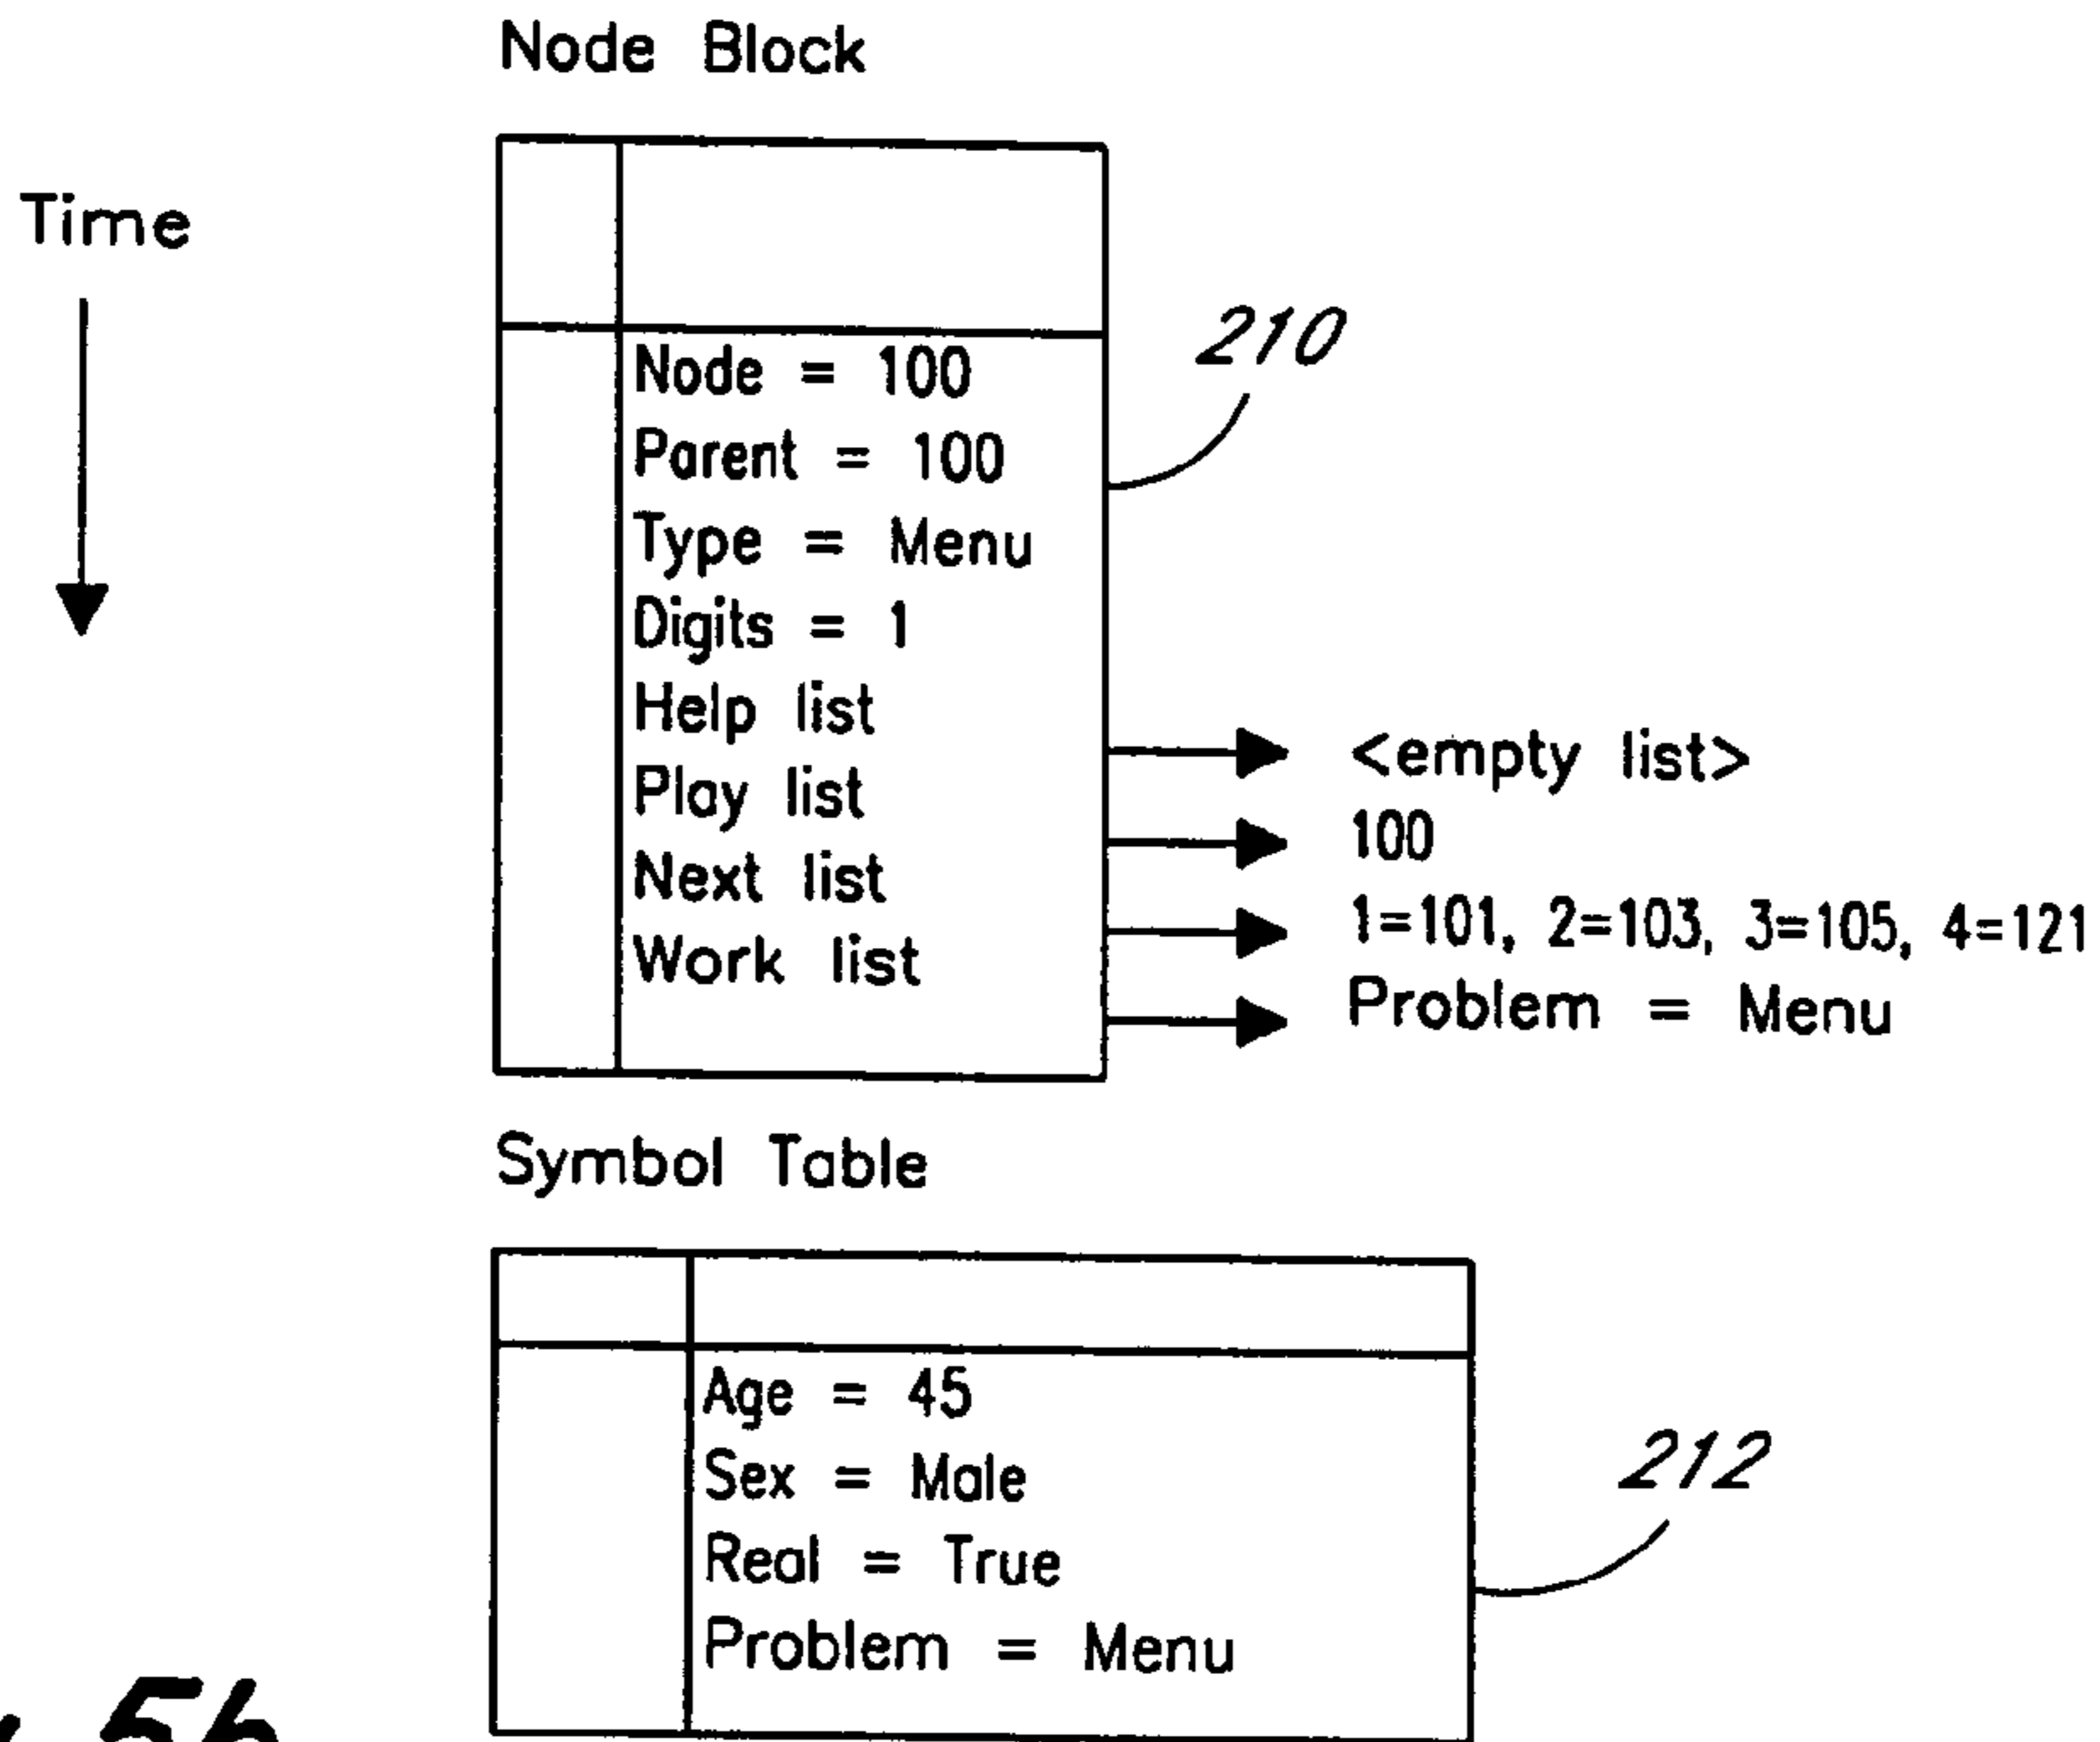 Node Block
Time
210
Node = 100
Parent = 100
Type = Menu
Digits = 1
Help list
<empty list>
Play list
100
Next list
1=101, 2=103, 3=105, 4=121
Work list
Problem = Menu
Symbol Table
Age = 45
Sex = Male
Real = True
212
Problem = Menu
5b